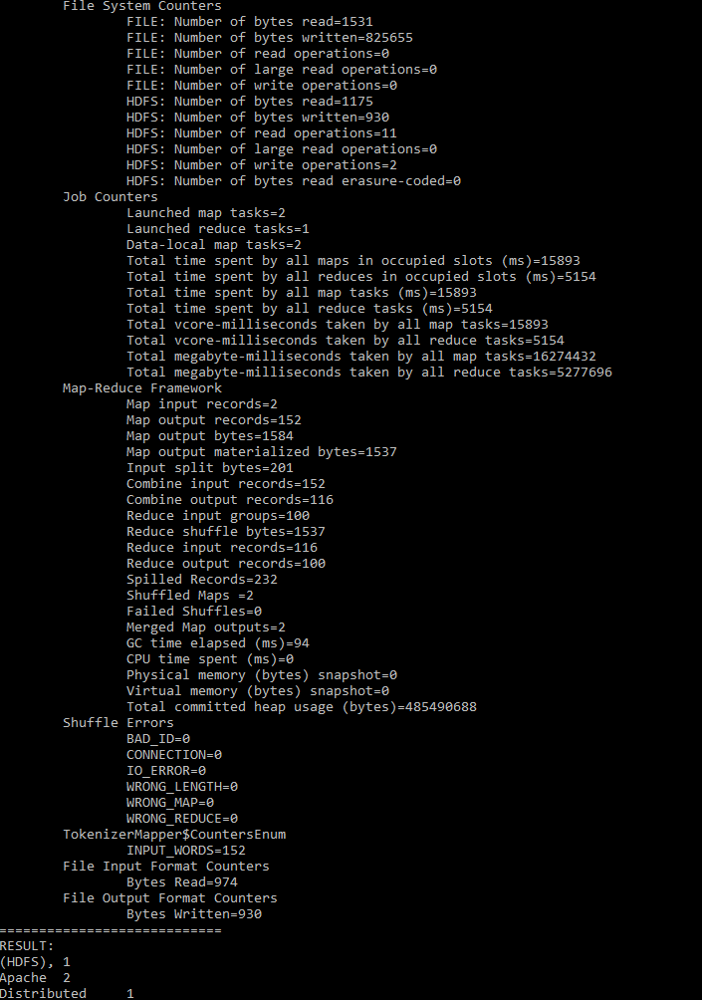 File System Counters
FILE: Number of bytes read=1531
FILE: Number of bytes written=825655
FILE: Number of read operations=0
FILE: Number of large read operations=0
FILE: Number of write operations=0
HDFS: Number of bytes read=1175
HDFS: Number of bytes written=930
HDFS: Number of read operations=11
HDFS: Number of large read operations=0
HDFS: Number of write operations=2
HDFS: Number of bytes read erasure-coded=0
Job Counters
Launched map tasks=2
Launched reduce tasks=1
Data-local map tasks=2
Total time spent by all maps in occupied slots (ms)=15893
Total time spent by all reduces in occupied slots (ms)=5154
Total time spent by all map tasks (ms)=15893
Total time spent by all reduce tasks (ms)=5154
Total vcore-milliseconds taken by all map tasks=15893
Total vcore-milliseconds taken by all reduce tasks=5154
Total megabyte-milliseconds taken by all map tasks=16274432
Total megabyte-milliseconds taken by all reduce tasks=5277696
Map-Reduce Framework
Map input records=2
Map output records=152
Map output bytes=1584
Map output materialized bytes=1537
Input split bytes=201
Combine input records=152
Combine output records=116
Reduce input groups=100
Reduce shuffle bytes=1537
Reduce input records=116
Reduce output records=100
Spilled Records=232
Shuffled Maps =2
Failed Shuffles=0
Merged Map outputs=2
GC time elapsed (ms)=94
CPU time spent (ms)=0
Physical memory (bytes) snapshot=0
Virtual memory (bytes) snapshot=0
Total committed heap usage (bytes)=485490688
Shuffle Errors
BAD_ID=0
CONNECTION=0
IO_ERROR=0
WRONG_LENGTH=0
WRONG_MAP=0
WRONG_REDUCE=0
TokenizerMapper$CountersEnum
INPUT_WORDS=152
File Input Format Counters
Bytes Read=974
File Output Format Counters
Bytes Written=930
============================
RESULT:
(HDFS), 1
Apache 2
Distributed 1